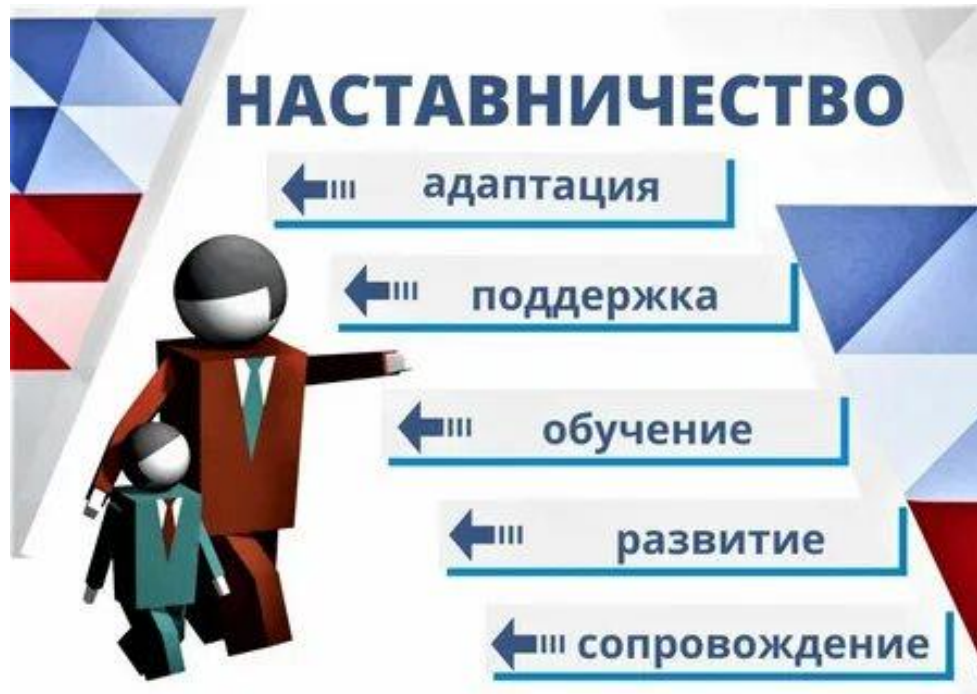 НАСТАВНИЧЕСТВО
адаптация
поддержка
обучение
развитие
сопровождение